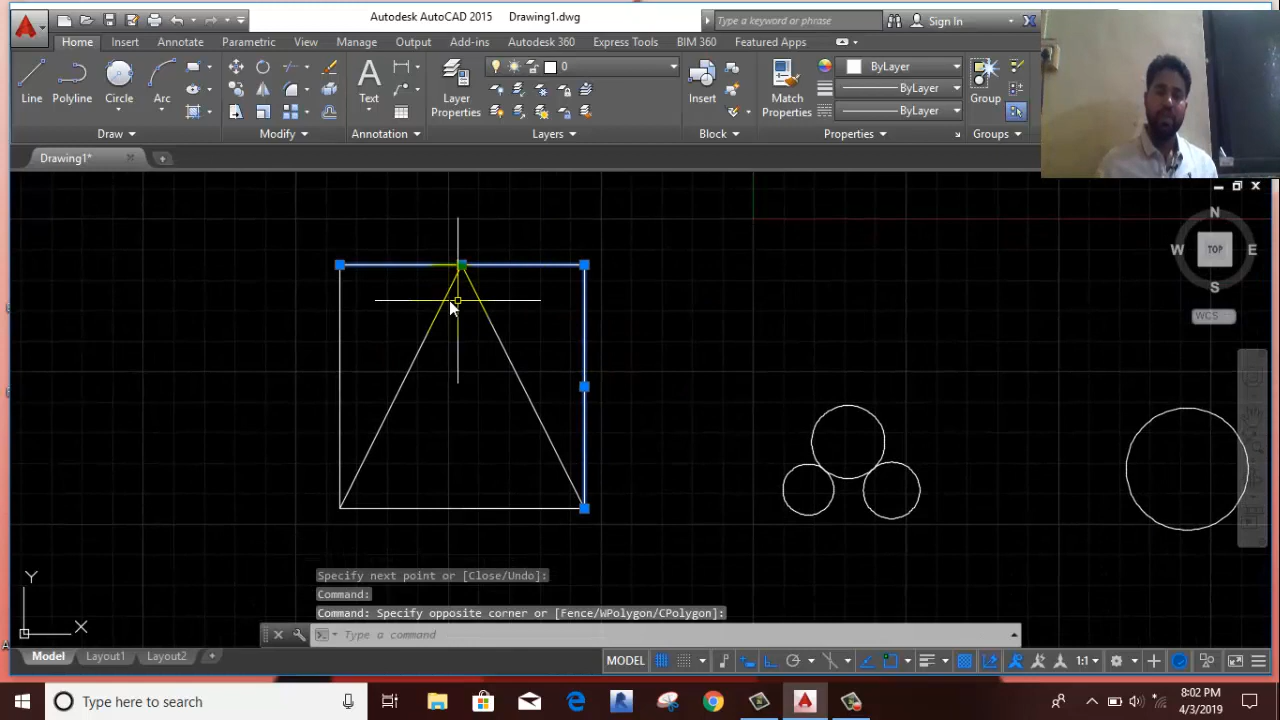 Autodesk AutoCAD 2015 Drawing1.dwg
Type a keyword or phrase
Sign In
Home Insert Annotate Parametric View Manage Output Add-ins Autodesk 360 Express Tools BIM 360 Featured Apps
Line Polyline Circle Arc
Text
Layer Properties
0
Insert
Match Properties
ByLayer
ByLayer
ByLayer
Group
Draw Modify Annotation Layers Block Properties Groups
Drawing1*
N
W TOP E
S
WCS
Specify next point or [Close/Undo]:
Command:
Command: Specify opposite corner or [Fence/WPolygon/CPolygon]:
Type a command
Y
X
Model Layout1 Layout2
MODEL 1:1
Type here to search
8:02 PM
4/3/2019